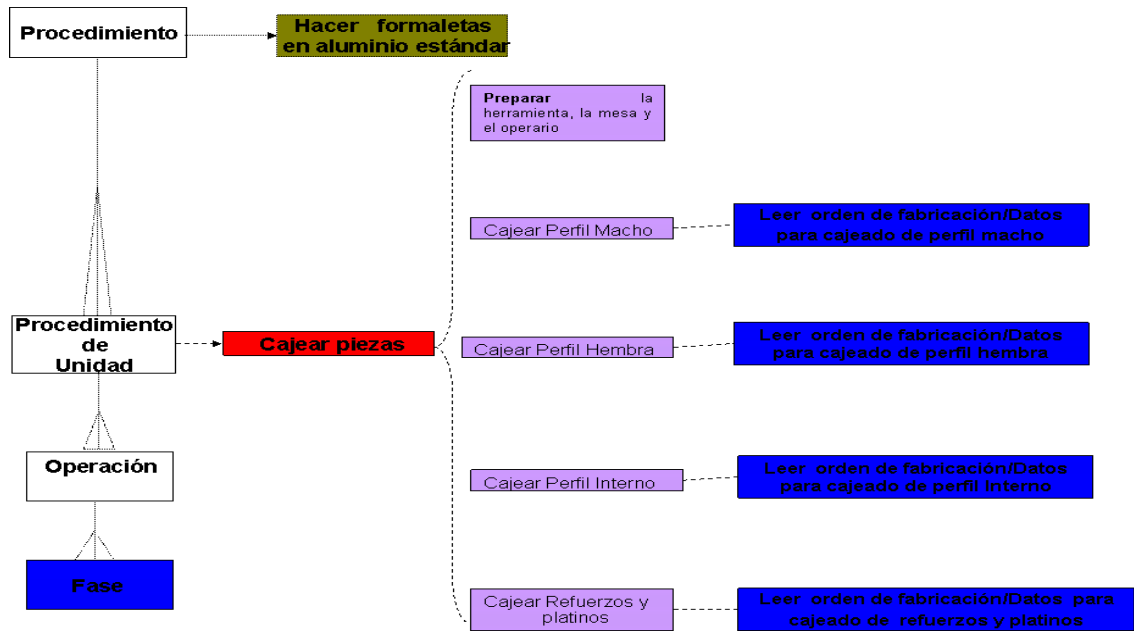 Procedimiento
Hacer formaletas
en aluminio estándar
Preparar la
herramienta, la mesa y
el operario
Cajear Perfil Macho
Leer orden de fabricación/Datos
para cajeado de perfil macho
Procedimiento
de
Unidad
Cajear piezas
Cajear Perfil Hembra
Leer orden de fabricación/Datos
para cajeado de perfil hembra
Operación
Cajear Perfil Interno
Leer orden de fabricación/Datos
para cajeado de perfil Interno
Fase
Cajear Refuerzos y
platinos
Leer orden de fabricación/Datos para
cajeado de refuerzos y platinos